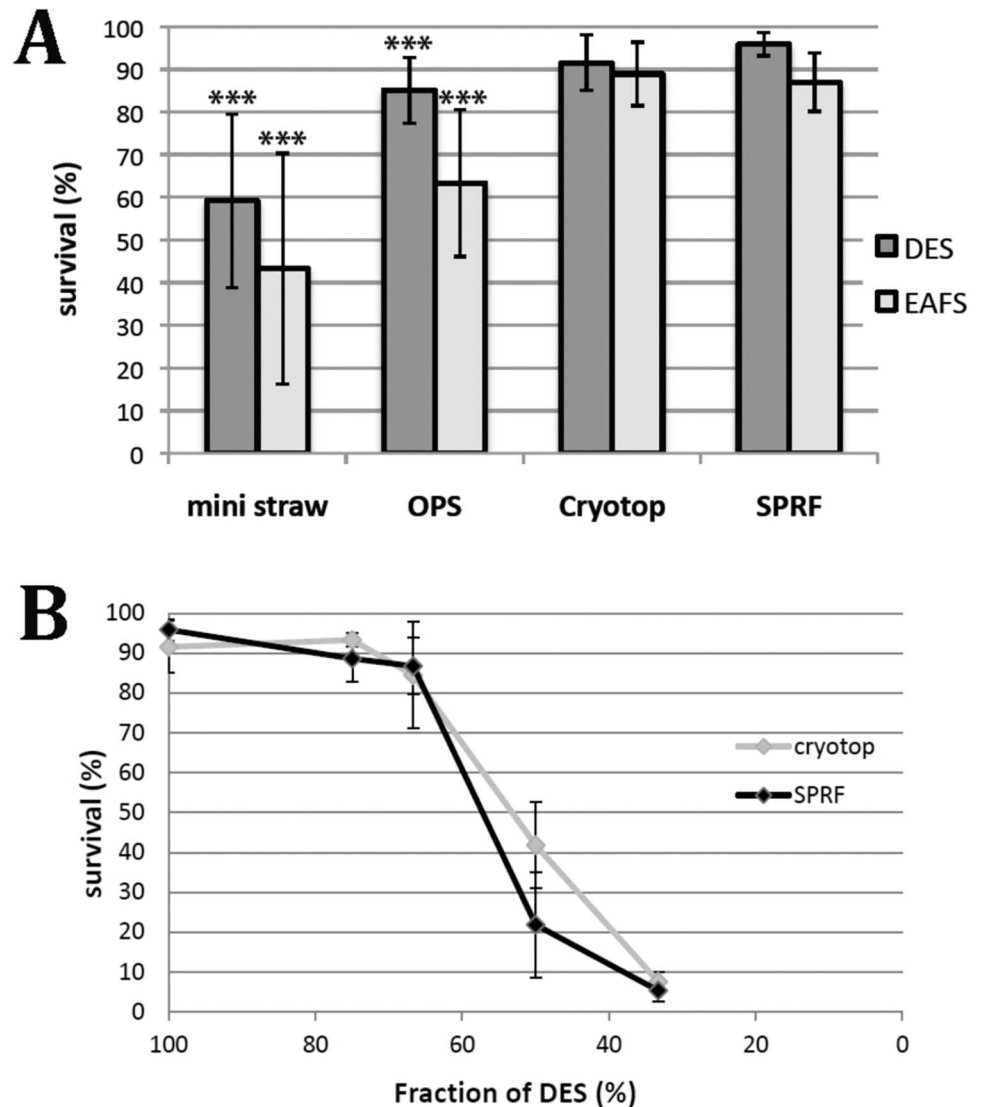 A
survival (%)
100
90
80
70
60
50
40
30
20
10
0
***
***
***
***
DES
EAFS
mini straw OPS Cryotop SPRF
B
survival (%)
100
90
80
70
60
50
40
30
20
10
0
cryotop
SPRF
100 80 60 40 20 0
Fraction of DES (%)